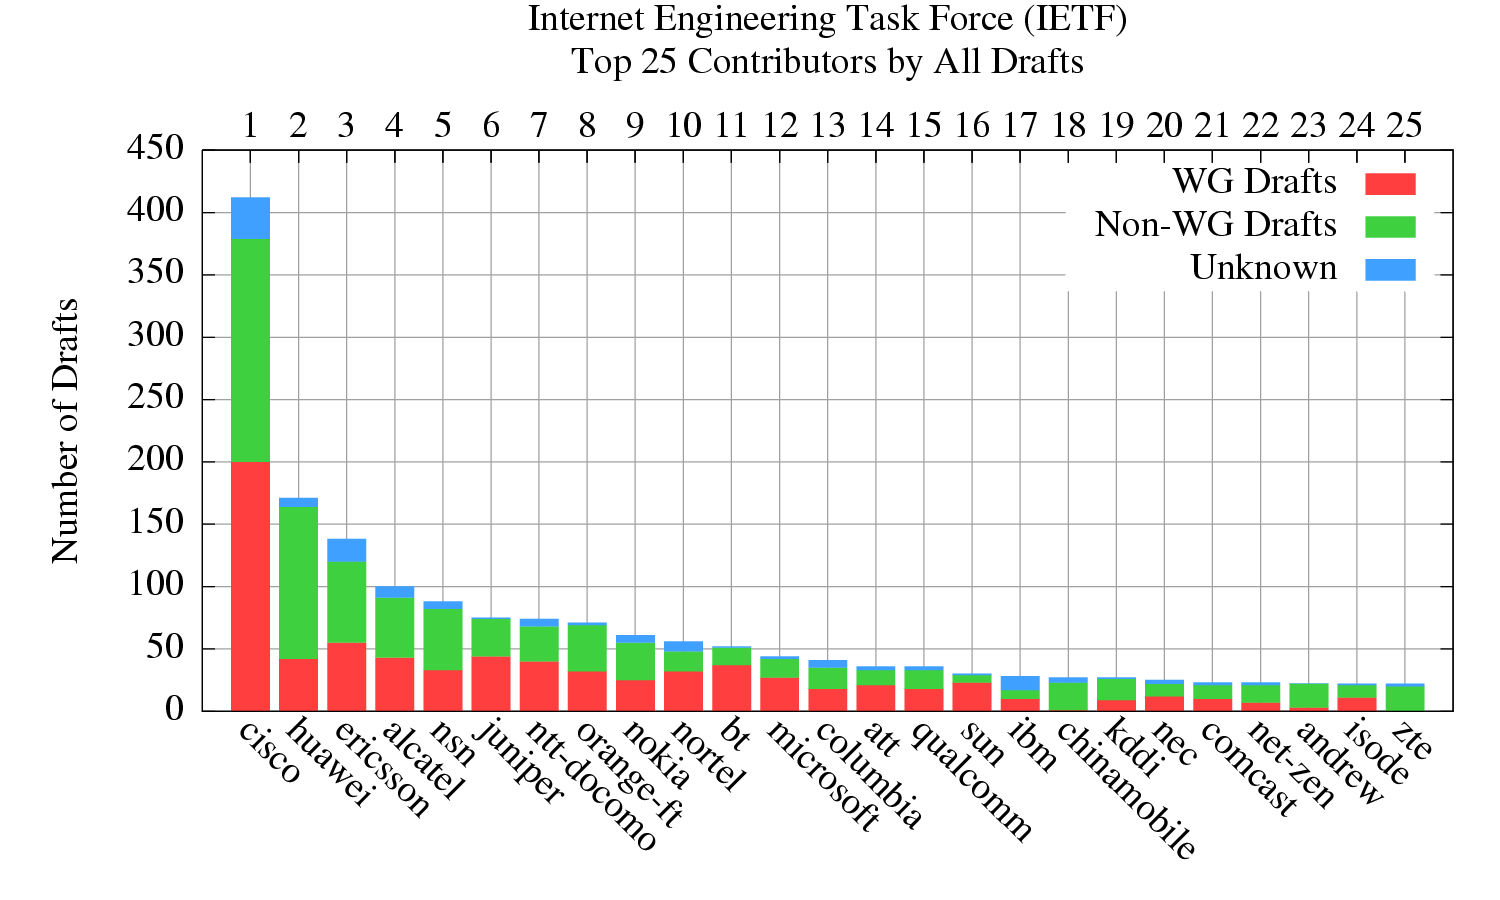 Internet Engineering Task Force (IETF)
Top 25 Contributors by All Drafts
1 2 3 4 5 6 7 8 9 10 11 12 13 14 15 16 17 18 19 20 21 22 23 24 25
450
400
350
300
250
200
150
100
50
0
Number of Drafts
WG Drafts
Non-WG Drafts
Unknown
cisco
huawei
ericsson
alcatel
nsn
juniper
ntt-docomo
orange-ft
nokia
nortel
bt
microsoft
columbia
att
qualcomm
sun
ibm
chinamobile
kddi
nec
comcast
net-zen
andrew
isode
zte